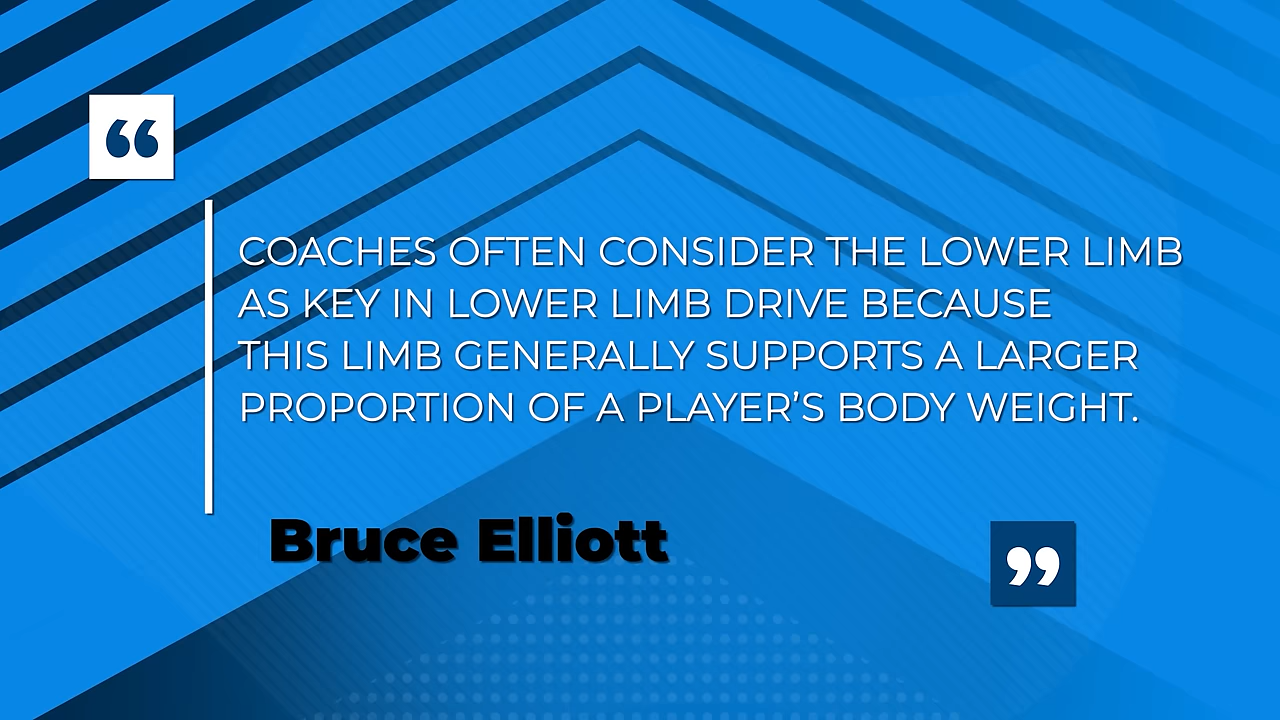 “
COACHES OFTEN CONSIDER THE LOWER LIMB
AS KEY IN LOWER LIMB DRIVE BECAUSE
THIS LIMB GENERALLY SUPPORTS A LARGER
PROPORTION OF A PLAYER’S BODY WEIGHT.
Bruce Elliott
”